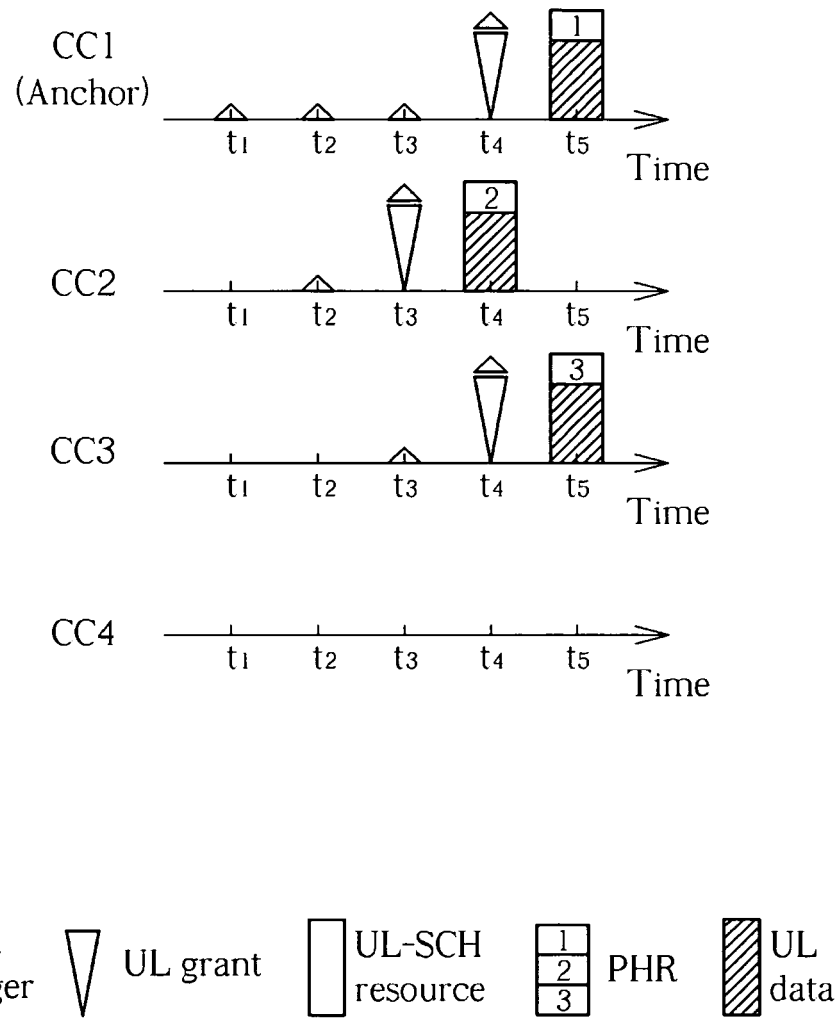 CC1
(Anchor)
1
t1 t2 t3 t4 t5
Time
2
CC2
t1 t2 t3 t4 t5
Time
3
CC3
t1 t2 t3 t4 t5
Time
CC4
t1 t2 t3 t4 t5
Time
ger
UL grant
UL-SCH
resource
1
2
3
PHR
UL
data